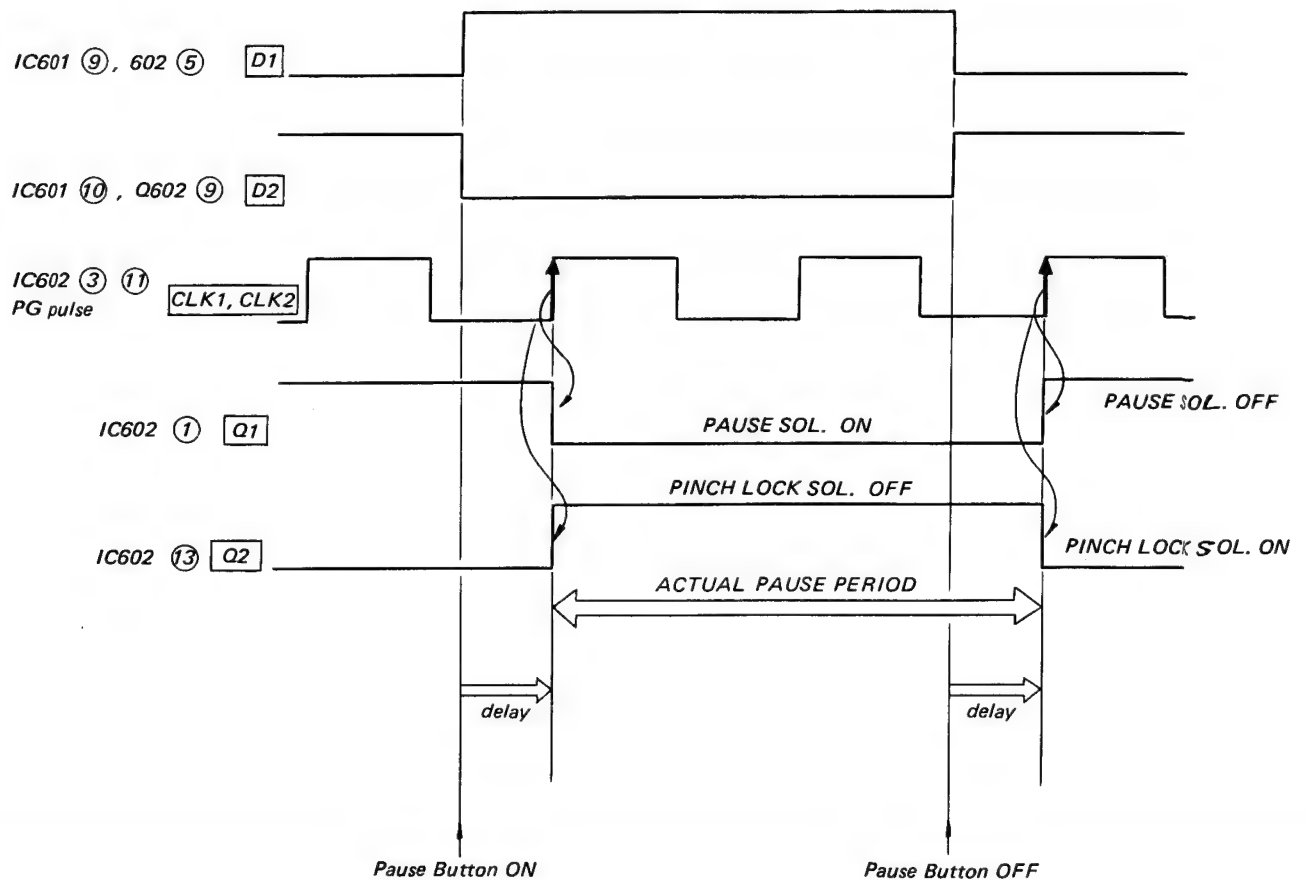 IC601 ⑨, 602 ⑤ D1
IC601 ⑩, Q602 ⑨ D2
IC602 ③ ⑪
PG pulse
CLK1, CLK2
PAUSE SOL. OFF
IC602 ① Q1
PAUSE SOL. ON
PINCH LOCK SOL. OFF
IC602 ⑬ Q2
PINCH LOCK SOL. ON
ACTUAL PAUSE PERIOD
delay
delay
Pause Button ON
Pause Button OFF